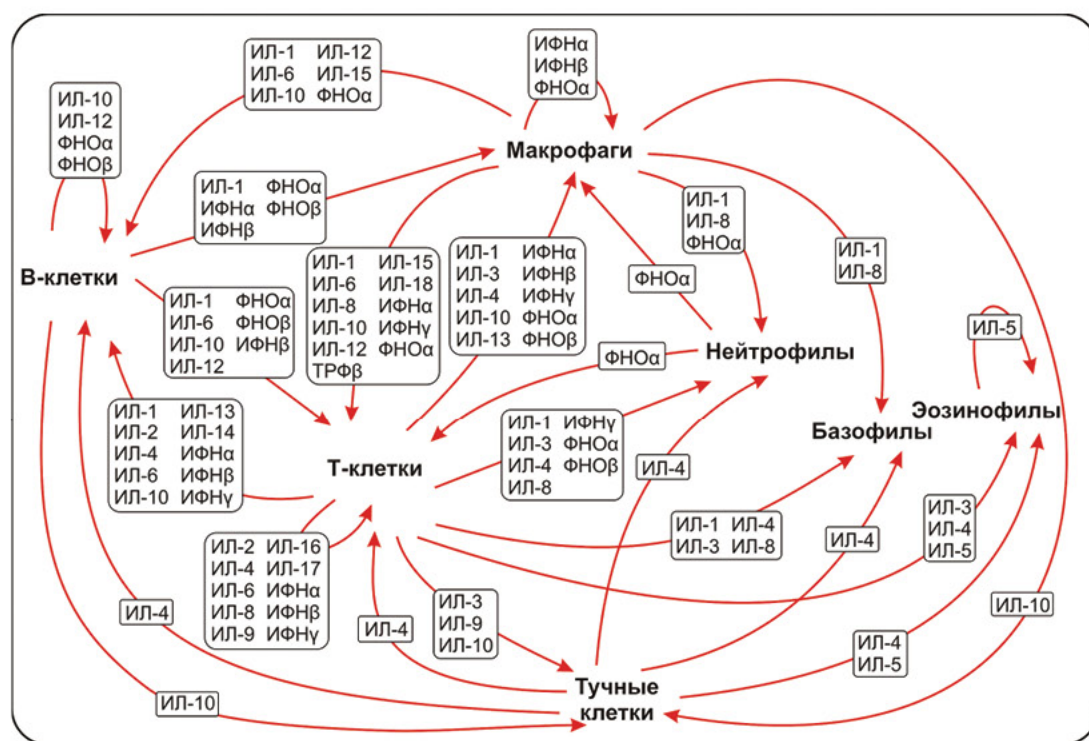 ИЛ-1 ИЛ-12
ИЛ-6 ИЛ-15
ИЛ-10 ФНОα
ИФНα
ИФНβ
ФНОα
ИЛ-10
ИЛ-12
ФНОα
ФНОβ
Макрофаги
ИЛ-1 ФНОα
ИФНα ФНОβ
ИФНβ
ИЛ-1
ИЛ-8
ФНОα
ИЛ-1
ИЛ-8
В-клетки
ИЛ-1 ИЛ-15
ИЛ-6 ИЛ-18
ИЛ-8 ИФНα
ИЛ-10 ИФНγ
ИЛ-12 ФНОα
ТРФβ
ИЛ-1 ИФНα
ИЛ-3 ИФНβ
ИЛ-4 ИФНγ
ИЛ-10 ФНОα
ИЛ-13 ФНОβ
ФНОα
ИЛ-1 ФНОα
ИЛ-6 ФНОβ
ИЛ-10 ИФНβ
ИЛ-12
ИЛ-5
Нейтрофилы
ФНОα
Эозинофилы
Базофилы
ИЛ-1 ИЛ-13
ИЛ-2 ИЛ-14
ИЛ-4 ИФНα
ИЛ-6 ИФНβ
ИЛ-10 ИФНγ
Т-клетки
ИЛ-1 ИФНγ
ИЛ-3 ФНОα
ИЛ-4 ФНОβ
ИЛ-8
ИЛ-4
ИЛ-1 ИЛ-4
ИЛ-3 ИЛ-8
ИЛ-4
ИЛ-3
ИЛ-4
ИЛ-5
ИЛ-2 ИЛ-16
ИЛ-4 ИЛ-17
ИЛ-6 ИФНα
ИЛ-8 ИФНβ
ИЛ-9 ИФНγ
ИЛ-4
ИЛ-4
ИЛ-3
ИЛ-9
ИЛ-10
ИЛ-10
ИЛ-4
ИЛ-5
Тучные
клетки
ИЛ-10